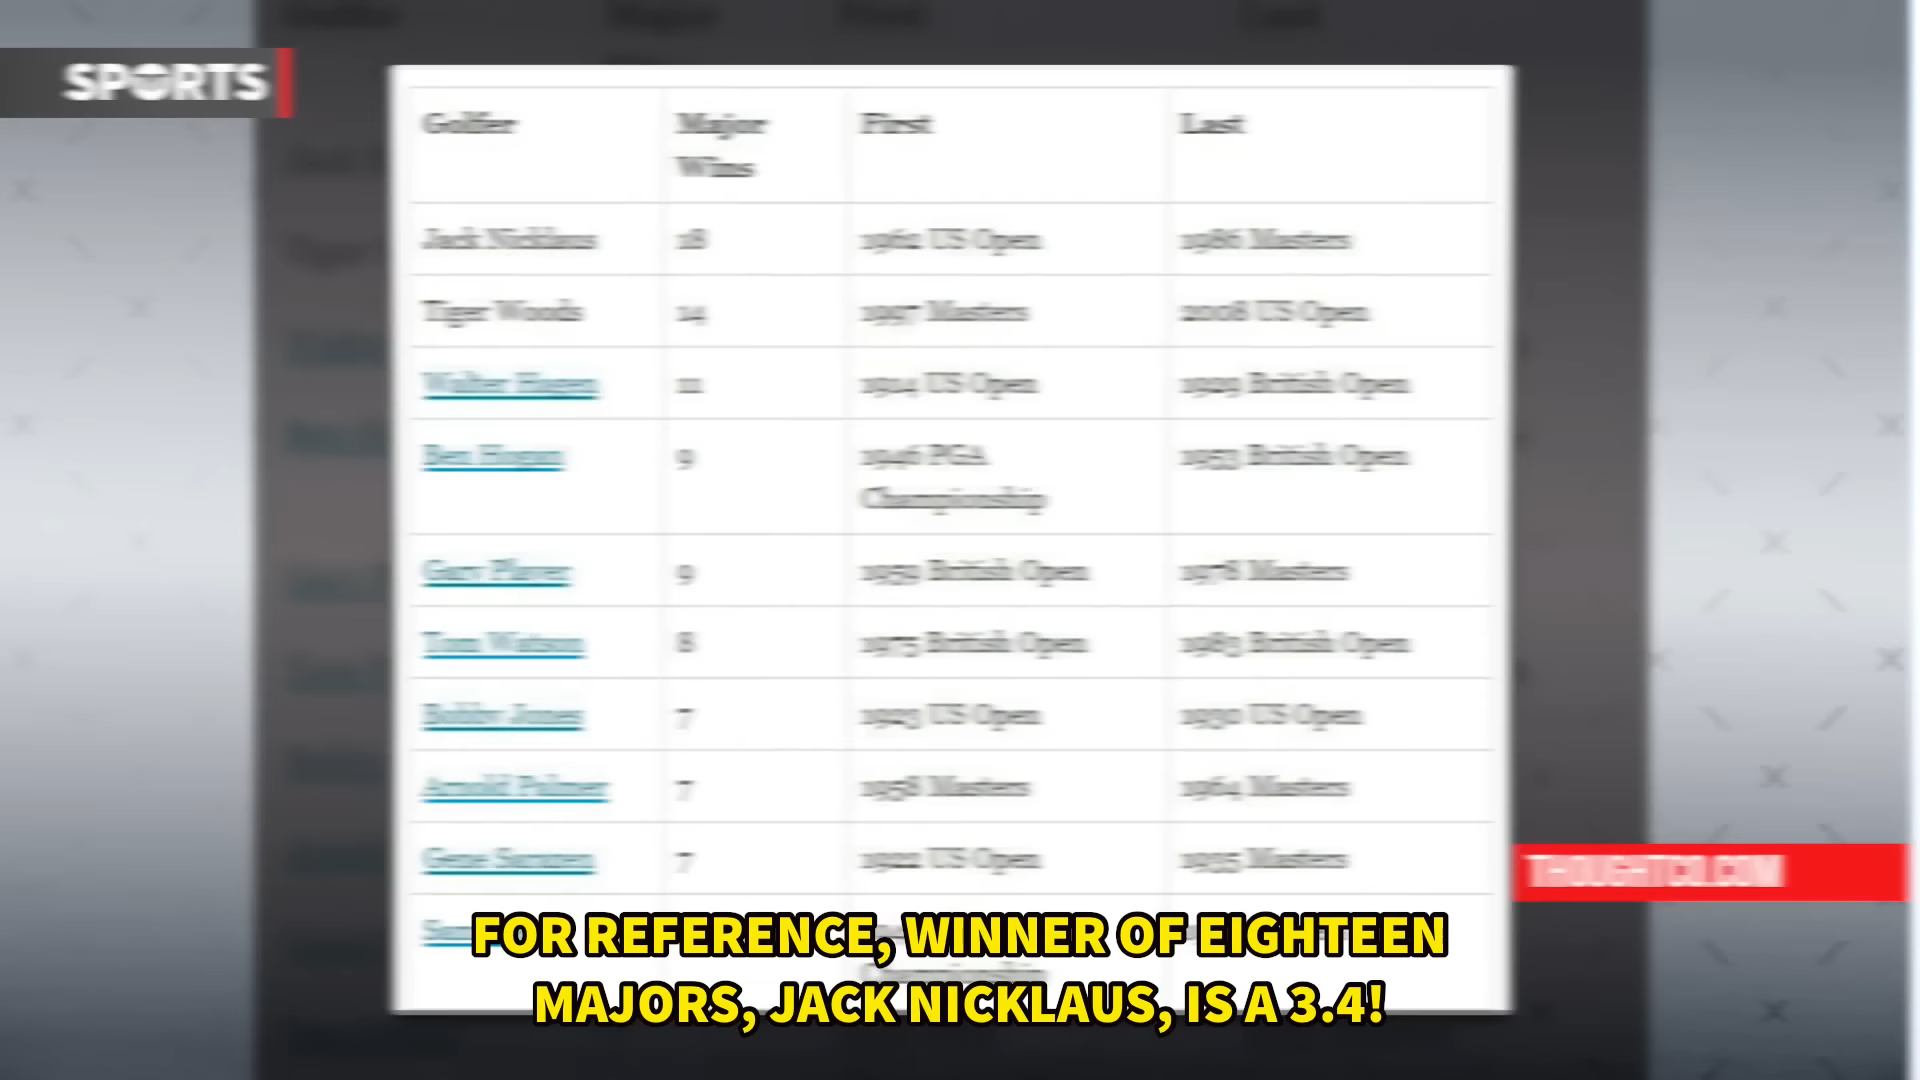 SPORTS
Golfer Major Wins First Last
Jack Nicklaus 18 1962 US Open 1986 Masters
Tiger Woods 14 1997 Masters 2008 US Open
Walter Hagen 11 1914 US Open 1929 British Open
Ben Hogan 9 1946 PGA Championship 1953 British Open
Gary Player 9 1959 British Open 1978 Masters
Tom Watson 8 1975 British Open 1983 British Open
Bobby Jones 7 1923 US Open 1930 US Open
Arnold Palmer 7 1958 Masters 1964 Masters
Gene Sarazen 7 1922 US Open 1935 Masters
Championship
THOUGHTCO.COM
FOR REFERENCE, WINNER OF EIGHTEEN
MAJORS, JACK NICKLAUS, IS A 3.4!